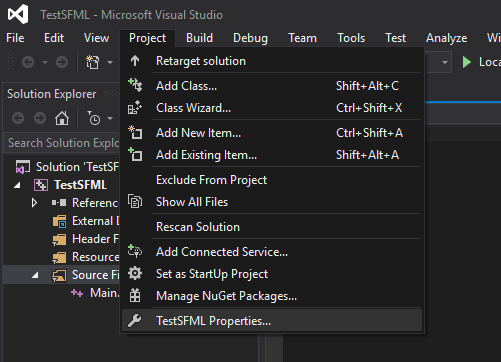 TestSFML - Microsoft Visual Studio
File Edit View Project Build Debug Team Tools Test Analyze Wi
Loca
Retarget solution
Solution Explorer
Add Class... Shift+Alt+C
Class Wizard... Ctrl+Shift+X
Add New Item... Ctrl+Shift+A
Search Solution Explo
Add Existing Item... Shift+Alt+A
Solution 'TestSF
Exclude From Project
TestSFML
Show All Files
Reference
External D
Rescan Solution
Header F
Add Connected Service...
Resource
Source Fi
Set as StartUp Project
Main.
Manage NuGet Packages...
TestSFML Properties...